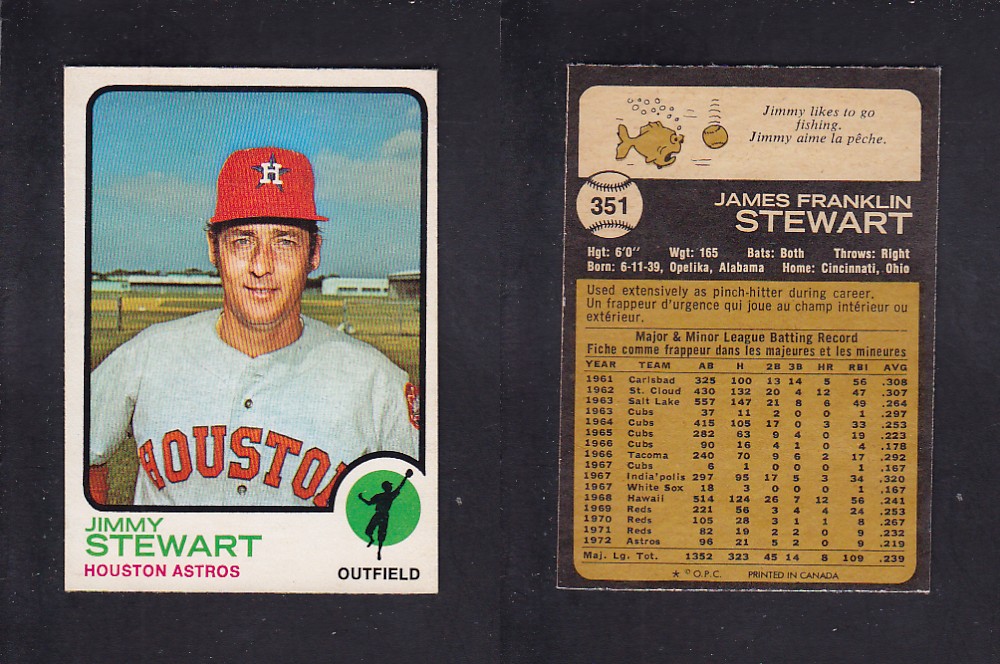 H
HOUSTON
JIMMY
STEWART
HOUSTON ASTROS
OUTFIELD
Jimmy likes to go
fishing.
Jimmy aime la pêche.
351
JAMES FRANKLIN
STEWART
Hgt: 6'0" Wgt: 165 Bats: Both Throws: Right
Born: 6-11-39, Opelika, Alabama Home: Cincinnati, Ohio
Used extensively as pinch-hitter during career.
Un frappeur d'urgence qui joue au champ intérieur ou
extérieur.
Major & Minor League Batting Record
Fiche comme frappeur dans les majeures et les mineures
YEAR TEAM AB H 2B 3B HR RBI AVG
1961 Carlsbad 325 100 13 14 5 56 .308
1962 St. Cloud 430 132 20 4 12 47 .307
1963 Salt Lake 557 147 21 8 6 49 .264
1963 Cubs 37 11 2 0 0 1 .297
1964 Cubs 415 105 17 0 3 33 .253
1965 Cubs 282 63 9 4 0 19 .223
1966 Cubs 90 16 4 1 0 4 .178
1966 Tacoma 240 70 9 6 2 17 .292
1967 Cubs 6 1 0 0 0 1 .167
1967 India'polis 297 95 17 5 3 34 .320
1967 White Sox 18 3 0 0 0 1 .167
1968 Hawaii 514 124 26 7 12 56 .241
1969 Reds 221 56 3 4 4 24 .253
1970 Reds 105 28 3 1 1 8 .267
1971 Reds 82 19 2 2 0 9 .232
1972 Astros 96 21 5 2 0 9 .219
Maj. Lg. Tot. 1352 323 45 14 8 109 .239
* © O.P.C. PRINTED IN CANADA